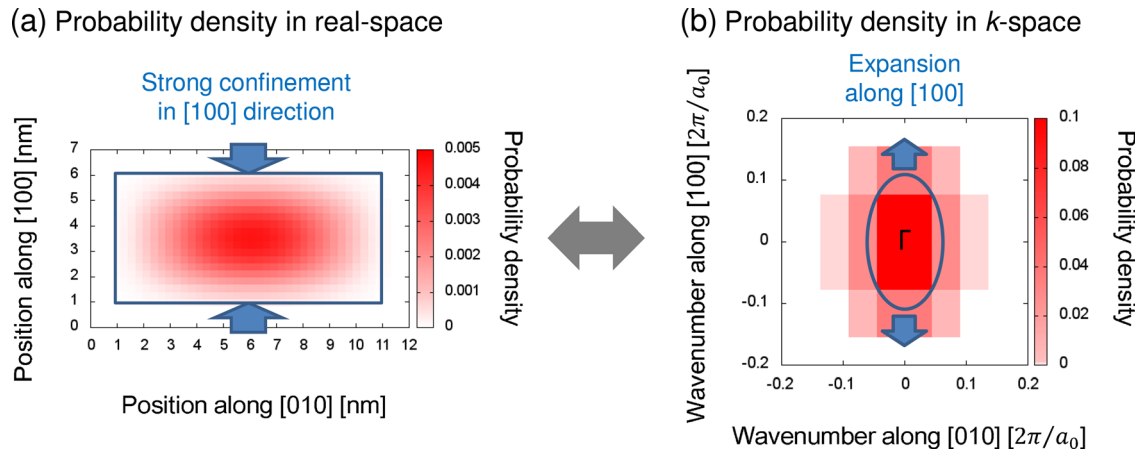 (a) Probability density in real-space
Strong confinement
in [100] direction
Position along [100] [nm]
7
6
5
4
3
2
1
0
0 1 2 3 4 5 6 7 8 9 10 11 12
Position along [010] [nm]
0.005
0.004
0.003
0.002
0.001
0
Probability density
(b) Probability density in k-space
Expansion
along [100]
Wavenumber along [100] [2π/a₀]
0.2
0.1
0
-0.1
-0.2
Γ
-0.2 -0.1 0 0.1 0.2
Wavenumber along [010] [2π/a₀]
0.1
0.08
0.06
0.04
0.02
0
Probability density